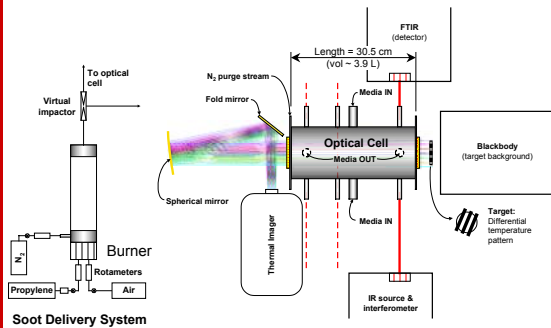 FTIR
(detector)
Length = 30.5 cm
(vol ~ 3.9 L)
To optical
cell
N2 purge stream
Media IN
Fold mirror
Virtual
impactor
Optical Cell
Media OUT
Blackbody
(target background)
Spherical mirror
Media IN
Target:
Differential
temperature
pattern
Thermal Imager
N2
Burner
Rotameters
Propylene
Air
IR source &
interferometer
Soot Delivery System